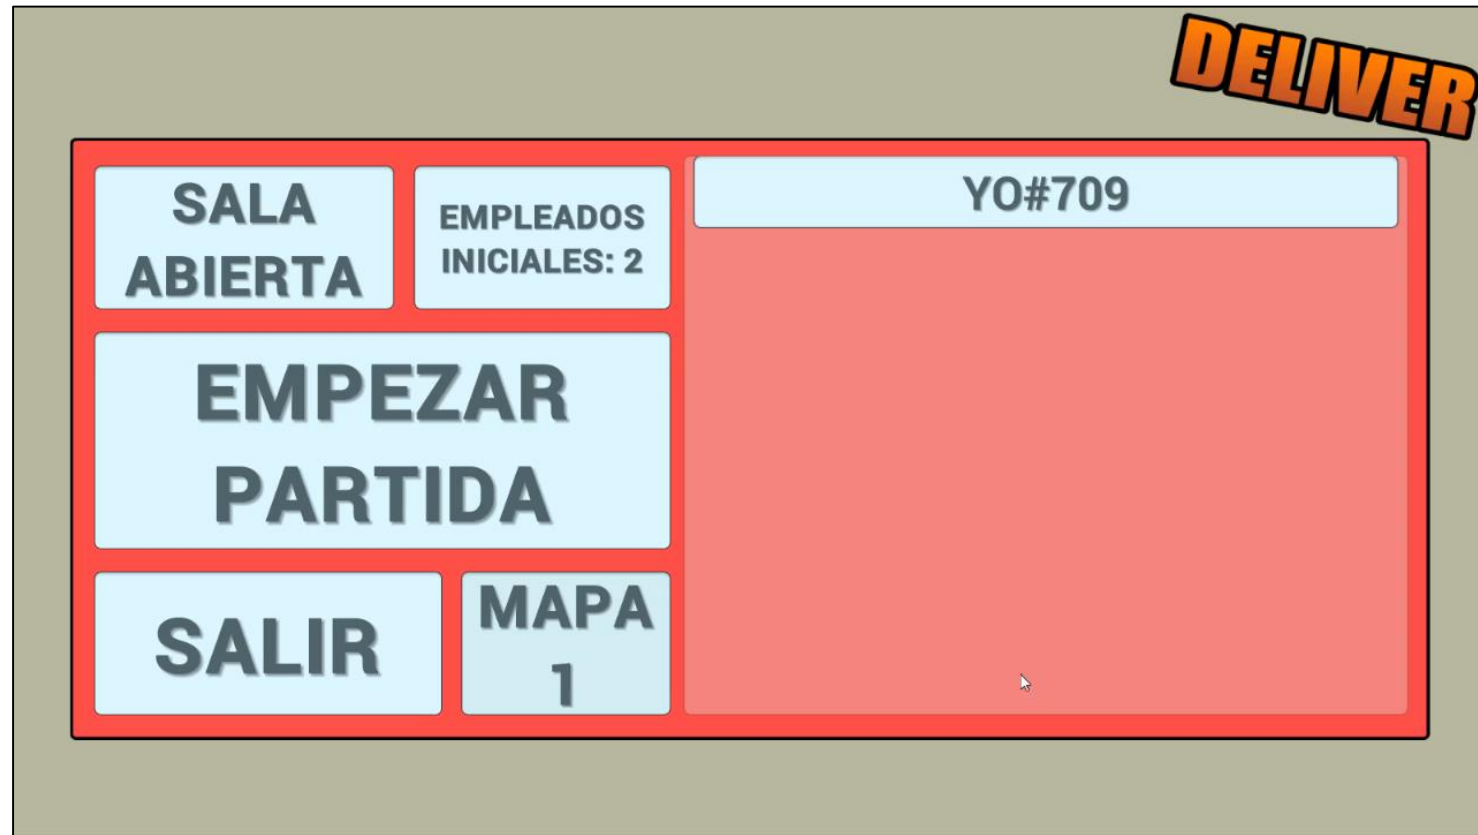 DELIVER
SALA
ABIERTA
EMPLEADOS
INICIALES: 2
YO#709
EMPEZAR
PARTIDA
SALIR
MAPA
1